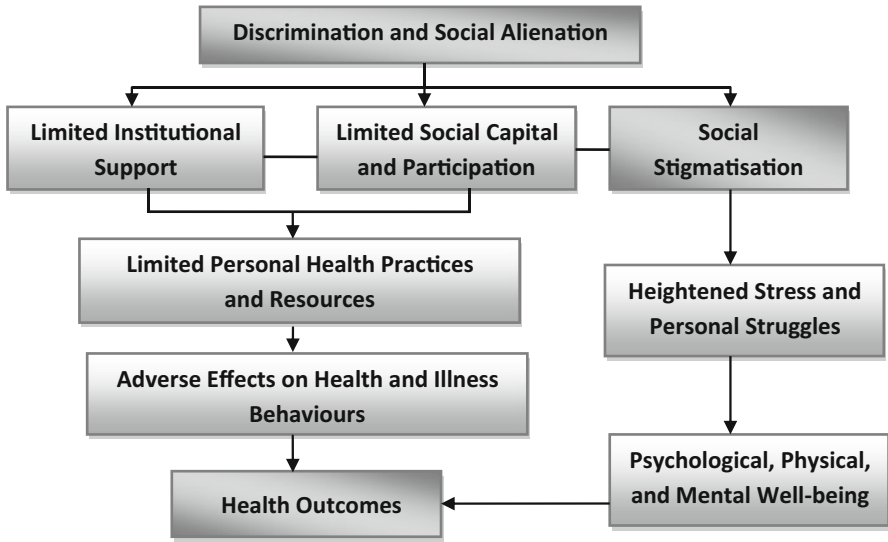 Discrimination and Social Alienation
Limited Institutional
Support
Limited Social Capital
and Participation
Social
Stigmatisation
Limited Personal Health Practices
and Resources
Heightened Stress and
Personal Struggles
Adverse Effects on Health and Illness
Behaviours
Psychological, Physical,
and Mental Well-being
Health Outcomes